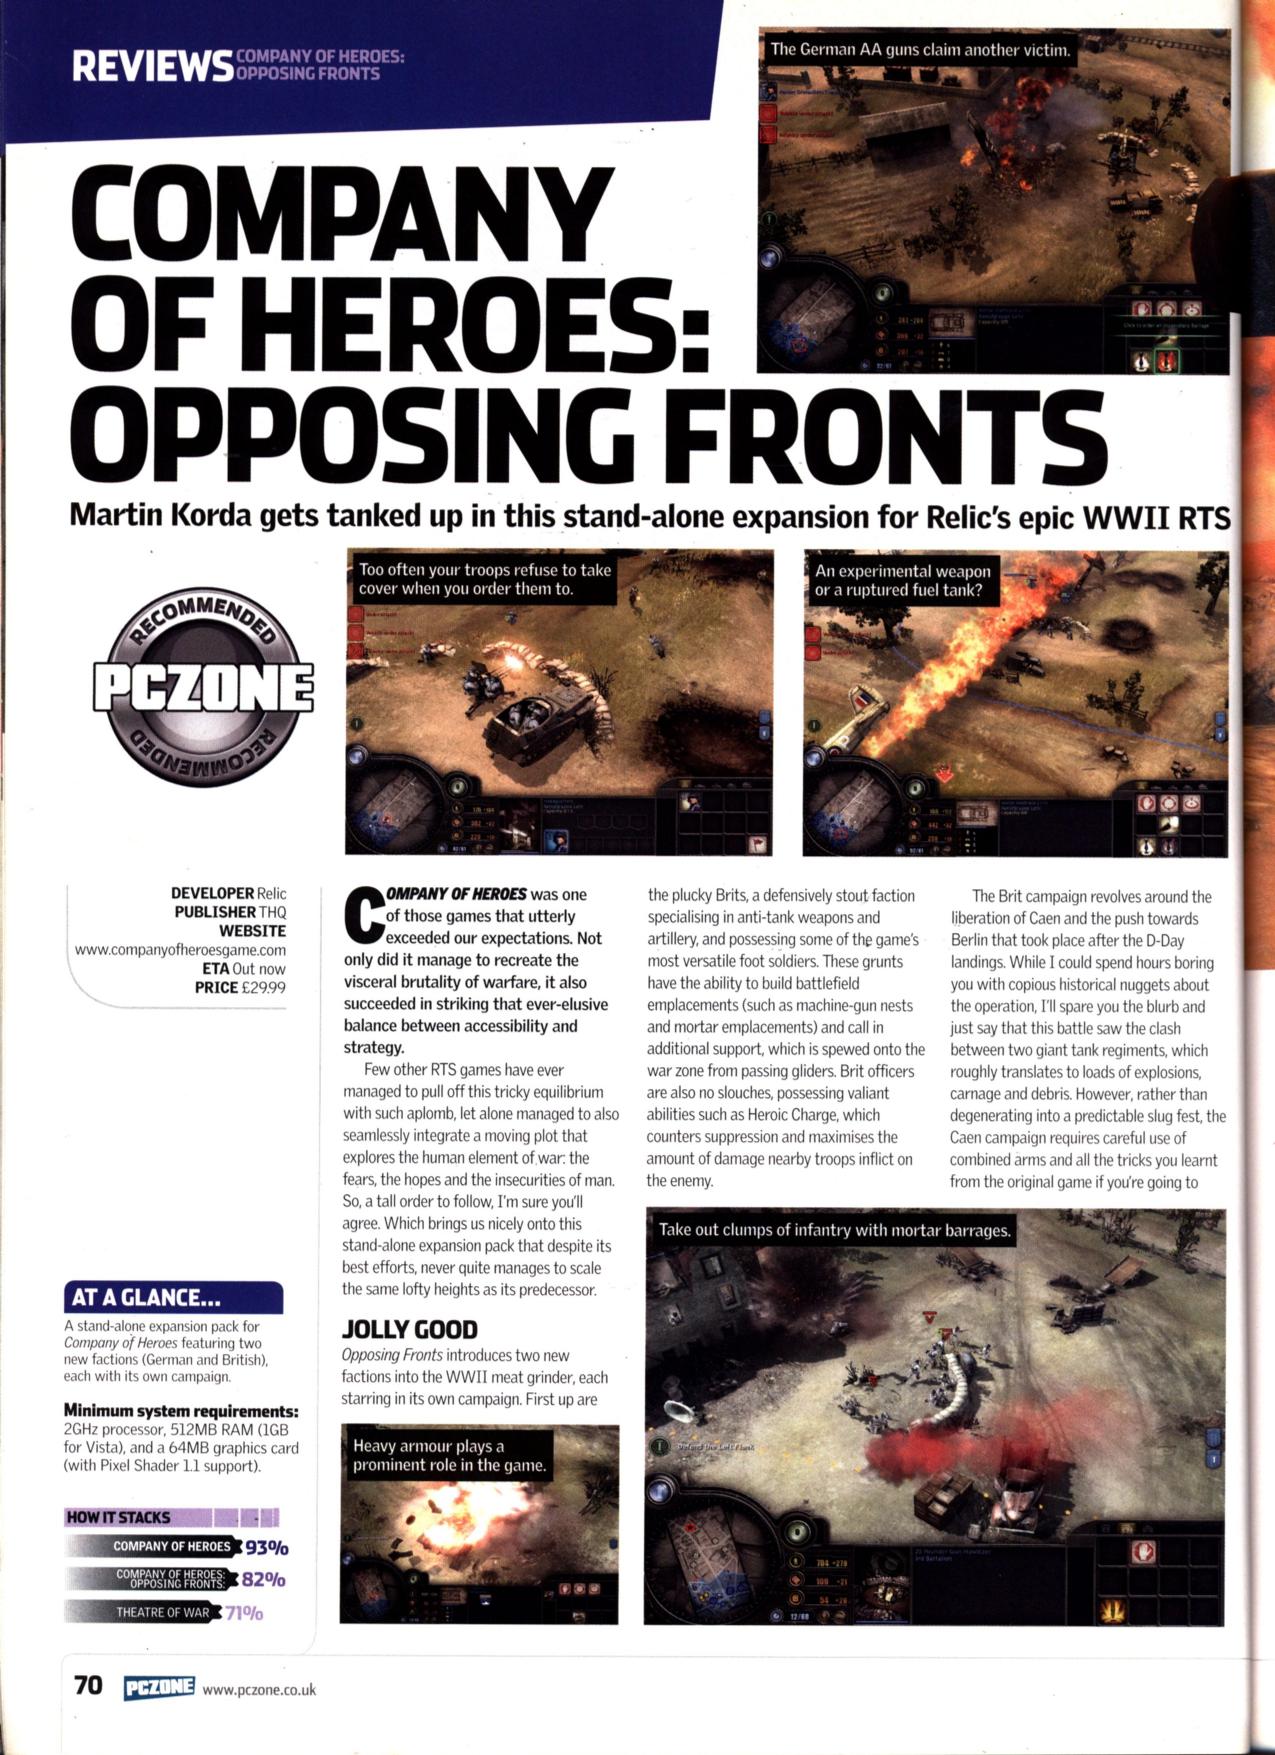 REVIEWS COMPANY OF HEROES:
OPPOSING FRONTS
The German AA guns claim another victim.
COMPANY
OF HEROES:
OPPOSING FRONTS
Martin Korda gets tanked up in this stand-alone expansion for Relic's epic WWII RTS
RECOMMENDED
PCZONE
RECOMMENDED
Too often your troops refuse to take
cover when you order them to.
An experimental weapon
or a ruptured fuel tank?
DEVELOPER Relic
PUBLISHER THQ
WEBSITE
www.companyofheroesgame.com
ETA Out now
PRICE £29.99
COMPANY OF HEROES was one
of those games that utterly
exceeded our expectations. Not
only did it manage to recreate the
visceral brutality of warfare, it also
succeeded in striking that ever-elusive
balance between accessibility and
strategy.
Few other RTS games have ever
managed to pull off this tricky equilibrium
with such aplomb, let alone managed to also
seamlessly integrate a moving plot that
explores the human element of war: the
fears, the hopes and the insecurities of man.
So, a tall order to follow, I'm sure you'll
agree. Which brings us nicely onto this
stand-alone expansion pack that despite its
best efforts, never quite manages to scale
the same lofty heights as its predecessor.
JOLLY GOOD
Opposing Fronts introduces two new
factions into the WWII meat grinder, each
starring in its own campaign. First up are
the plucky Brits, a defensively stout faction
specialising in anti-tank weapons and
artillery, and possessing some of the game's
most versatile foot soldiers. These grunts
have the ability to build battlefield
emplacements (such as machine-gun nests
and mortar emplacements) and call in
additional support, which is spewed onto the
war zone from passing gliders. Brit officers
are also no slouches, possessing valiant
abilities such as Heroic Charge, which
counters suppression and maximises the
amount of damage nearby troops inflict on
the enemy.
The Brit campaign revolves around the
liberation of Caen and the push towards
Berlin that took place after the D-Day
landings. While I could spend hours boring
you with copious historical nuggets about
the operation, I'll spare you the blurb and
just say that this battle saw the clash
between two giant tank regiments, which
roughly translates to loads of explosions,
carnage and debris. However, rather than
degenerating into a predictable slug fest, the
Caen campaign requires careful use of
combined arms and all the tricks you learnt
from the original game if you're going to
Heavy armour plays a
prominent role in the game.
Take out clumps of infantry with mortar barrages.
Defend the Left Flank
AT A GLANCE...
A stand-alone expansion pack for
Company of Heroes featuring two
new factions (German and British),
each with its own campaign.
Minimum system requirements:
2GHz processor, 512MB RAM (1GB
for Vista), and a 64MB graphics card
(with Pixel Shader 1.1 support).
HOW IT STACKS
COMPANY OF HEROES 93%
COMPANY OF HEROES:
OPPOSING FRONTS: 82%
THEATRE OF WAR 71%
70 PCZONE www.pczone.co.uk